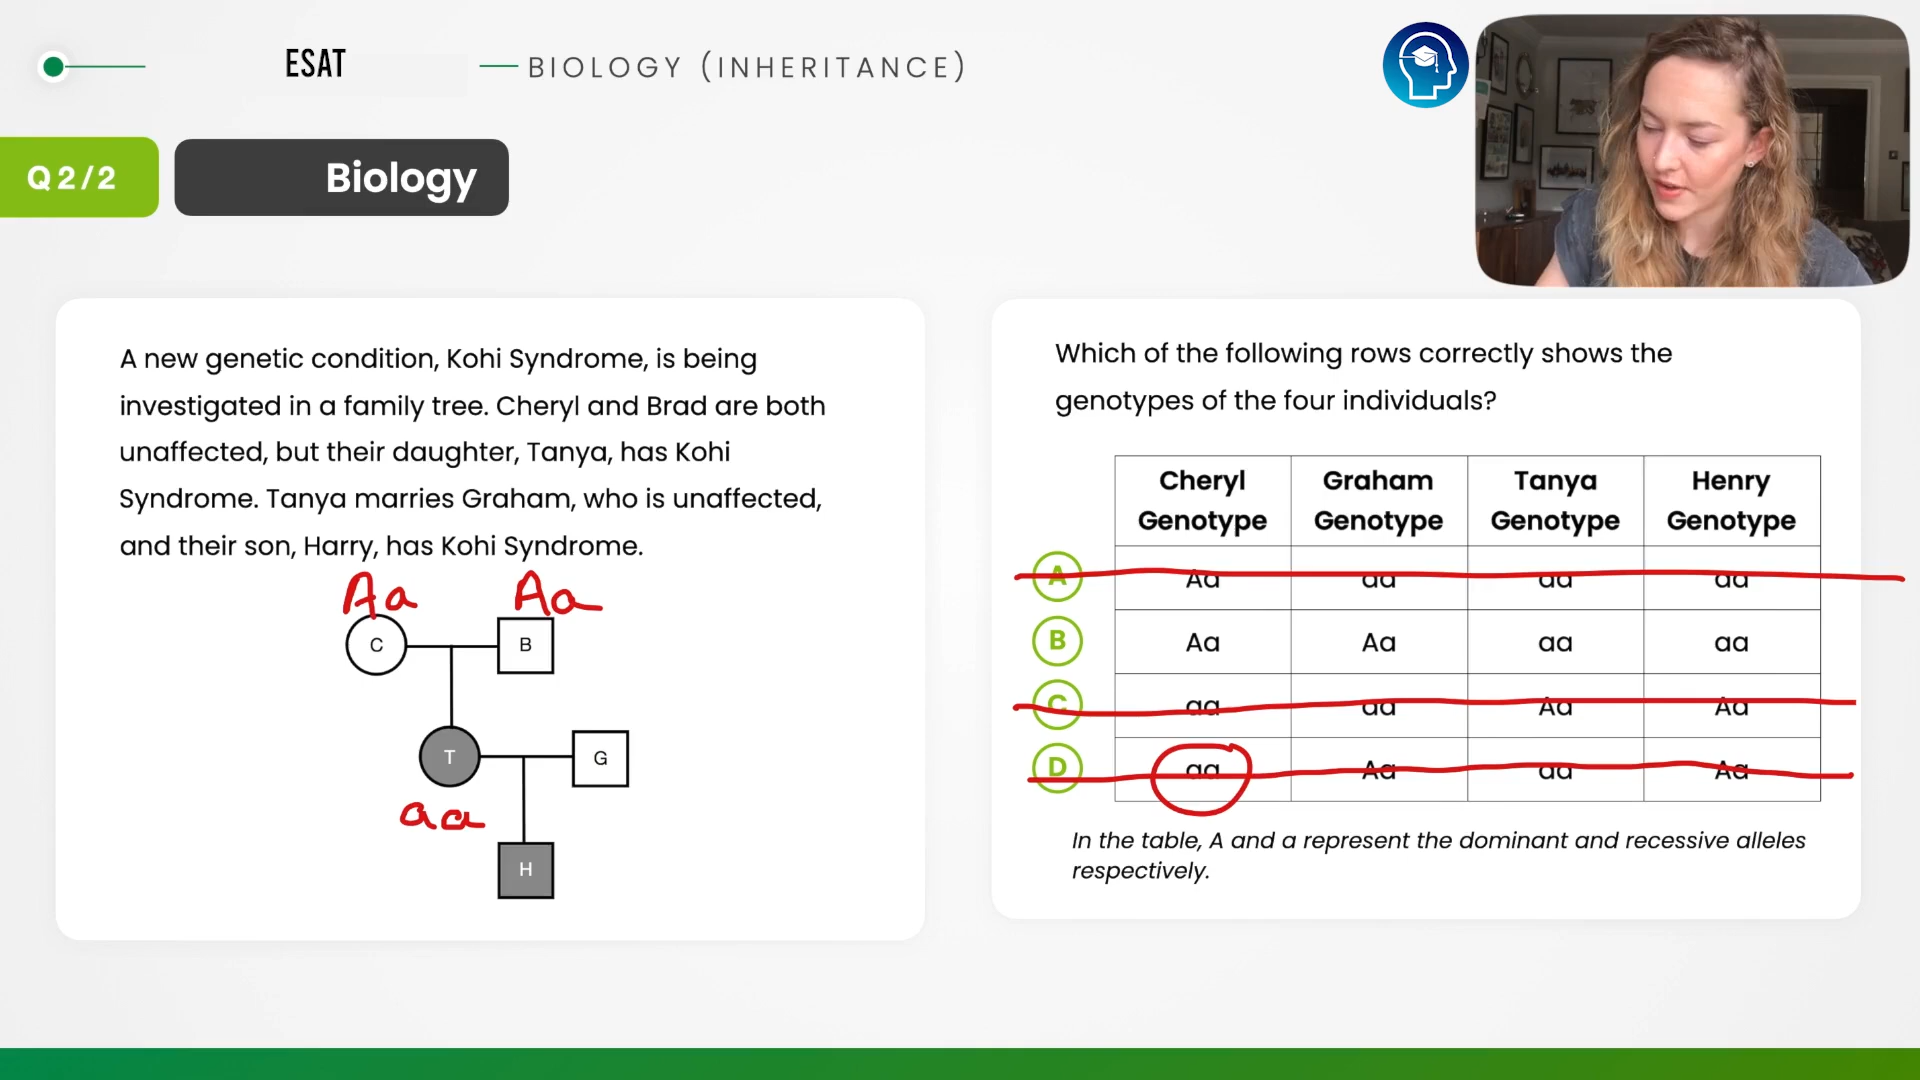 ESAT
BIOLOGY (INHERITANCE)
Q2/2
Biology
A new genetic condition, Kohi Syndrome, is being
investigated in a family tree. Cheryl and Brad are both
unaffected, but their daughter, Tanya, has Kohi
Syndrome. Tanya marries Graham, who is unaffected,
and their son, Harry, has Kohi Syndrome.
Aa Aa
C B
T G
aa
H
Which of the following rows correctly shows the
genotypes of the four individuals?
Cheryl Graham Tanya Henry
Genotype Genotype Genotype Genotype
A Aa aa aa aa
B Aa Aa aa aa
C aa aa Aa Aa
D aa Aa aa Aa
In the table, A and a represent the dominant and recessive alleles
respectively.